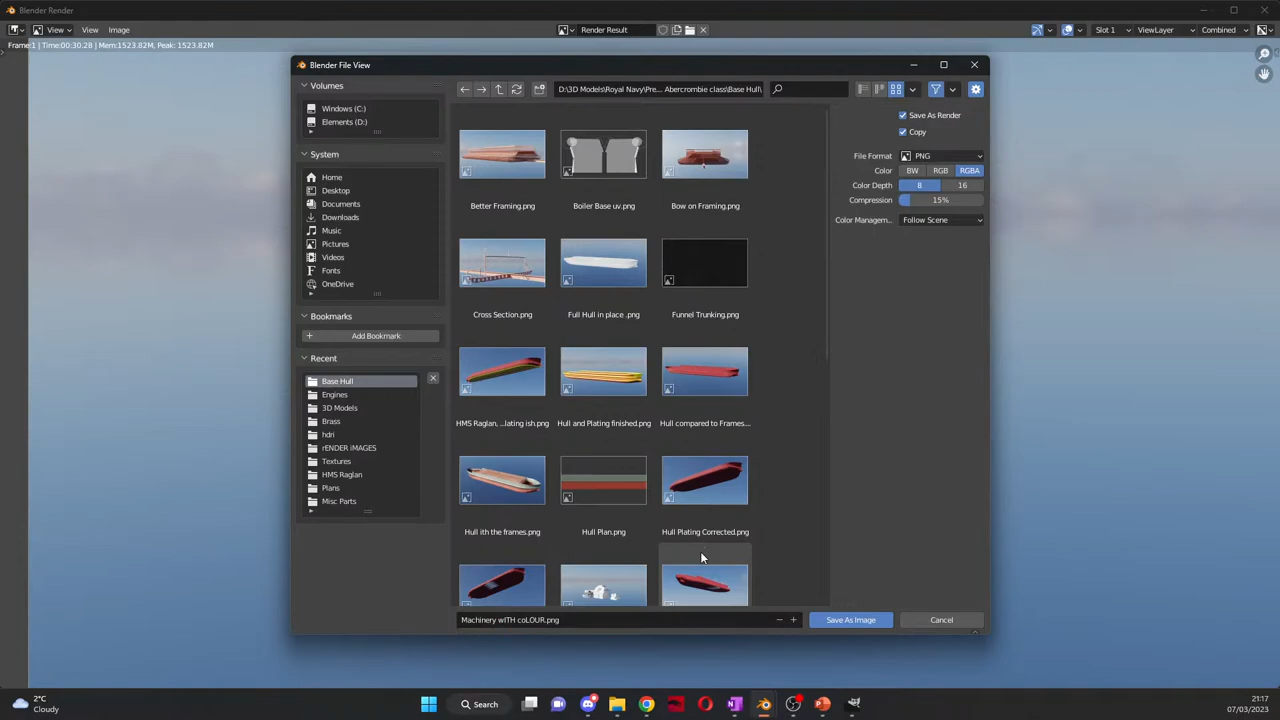 Blender Render
View
View
Image
Render Result
Slot 1
ViewLayer
Combined
Frame:1 | Time:00:30.28 | Mem:1523.82M, Peak: 1523.82M
Blender File View
Volumes
Windows (C:)
Elements (D:)
System
Home
Desktop
Documents
Downloads
Music
Pictures
Videos
Fonts
OneDrive
Bookmarks
Add Bookmark
Recent
Base Hull
Engines
3D Models
Brass
hdri
rENDER iMAGES
Textures
HMS Raglan
Plans
Misc Parts
D:\3D Models\Royal Navy\Pre... Abercrombie class\Base Hull\
Better Framing.png
Boiler Base uv.png
Bow on Framing.png
Cross Section.png
Full Hull in place .png
Funnel Trunking.png
HMS Raglan, ...lating ish.png
Hull and Plating finished.png
Hull compared to Frames...
Hull ith the frames.png
Hull Plan.png
Hull Plating Corrected.png
Machinery wITH coLOUR.png
Save As Image
Cancel
Save As Render
Copy
File Format
PNG
Color
BW
RGB
RGBA
Color Depth
8
16
Compression
15%
Color Managem...
Follow Scene
2°C
Cloudy
Search
21:17
07/03/2023